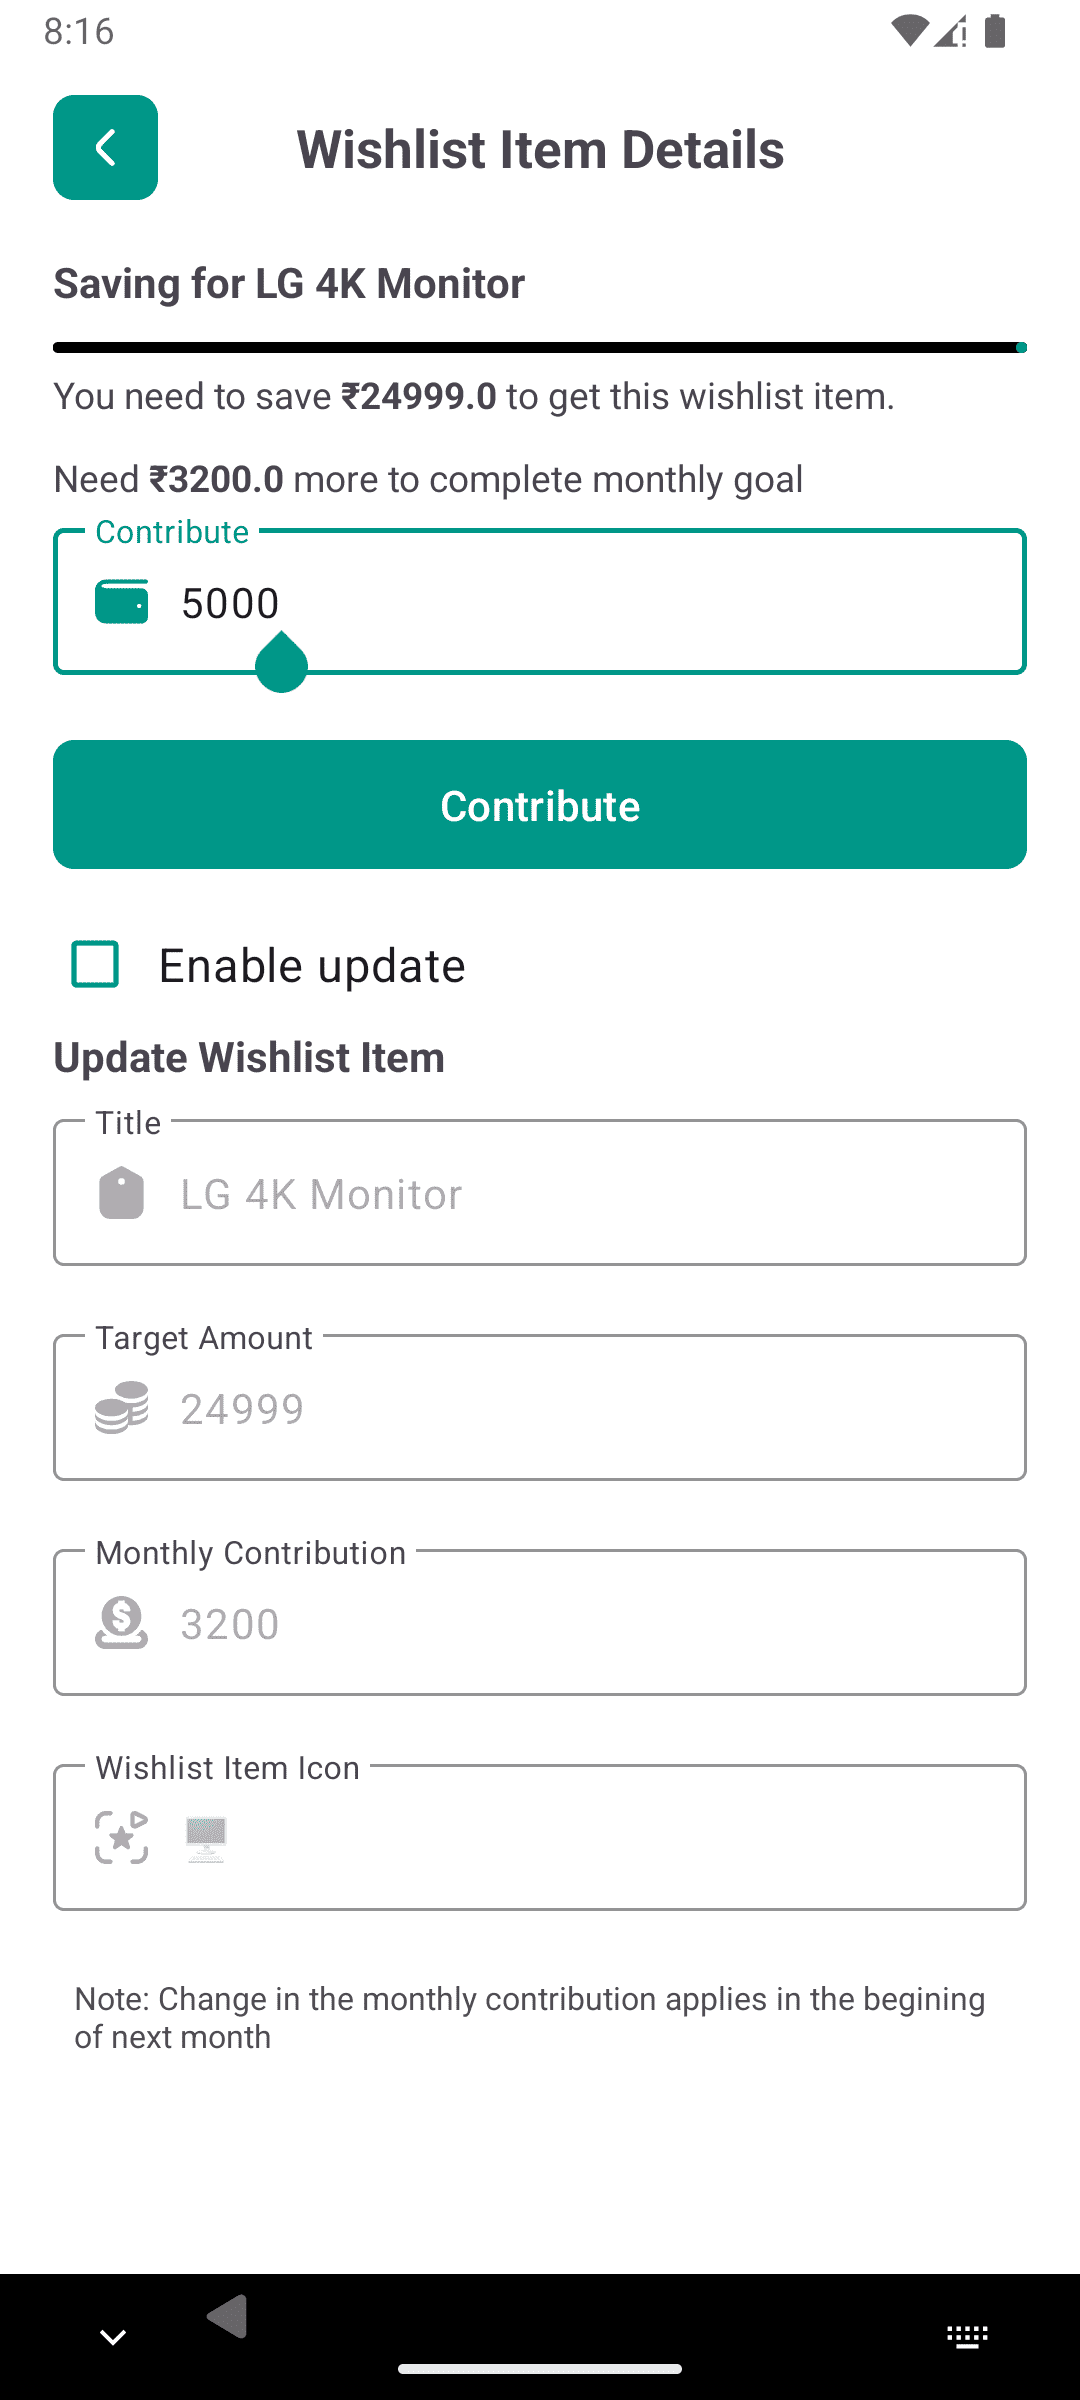 8:16
Wishlist Item Details
Saving for LG 4K Monitor
You need to save ₹24999.0 to get this wishlist item.
Need ₹3200.0 more to complete monthly goal
Contribute
5000
Contribute
Enable update
Update Wishlist Item
Title
LG 4K Monitor
Target Amount
24999
Monthly Contribution
3200
Wishlist Item Icon
Note: Change in the monthly contribution applies in the begining
of next month